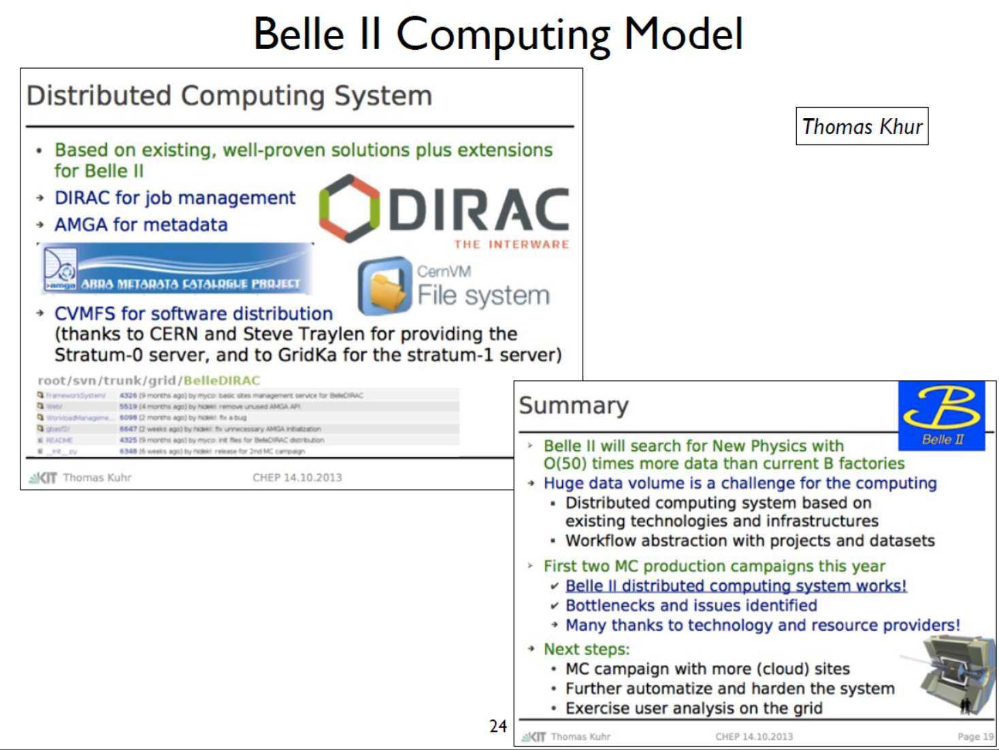 Belle II Computing Model
Distributed Computing System
Thomas Khur
• Based on existing, well-proven solutions plus extensions
for Belle II
→ DIRAC for job management
→ AMGA for metadata
DIRAC
THE INTERWARE
>amga ARDA METADATA CATALOGUE PROJECT
CernVM
File system
→ CVMFS for software distribution
(thanks to CERN and Steve Traylen for providing the
Stratum-0 server, and to GridKa for the stratum-1 server)
root/svn/trunk/grid/BelleDIRAC
FrameworkSystem/ 4326 (9 months ago) by myco: basic sites management service for BelleDIRAC
Web/ 5519 (4 months ago) by hideki: remove unused AMGA API
WorkloadManageme... 6098 (2 months ago) by hideki: fix a bug
gbasf2/ 6647 (2 weeks ago) by hideki: fix unnecessary AMGA initialization
README 4325 (9 months ago) by myco: init files for BelleDIRAC distribution
__init__.py 6348 (6 weeks ago) by hideki: release for 2nd MC campaign
KIT Thomas Kuhr CHEP 14.10.2013
Summary
Belle II
> Belle II will search for New Physics with
O(50) times more data than current B factories
→ Huge data volume is a challenge for the computing
▪ Distributed computing system based on
existing technologies and infrastructures
▪ Workflow abstraction with projects and datasets
> First two MC production campaigns this year
✔ Belle II distributed computing system works!
✔ Bottlenecks and issues identified
→ Many thanks to technology and resource providers!
→ Next steps:
• MC campaign with more (cloud) sites
• Further automatize and harden the system
• Exercise user analysis on the grid
24
KIT Thomas Kuhr CHEP 14.10.2013 Page 19